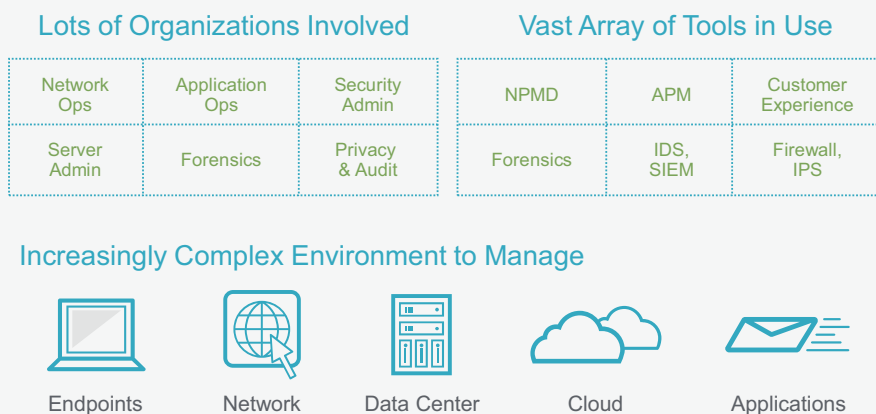 Lots of Organizations Involved
Network
Ops
Application
Ops
Security
Admin
Server
Admin
Forensics
Privacy
& Audit
Vast Array of Tools in Use
NPMD
APM
Customer
Experience
Forensics
IDS,
SIEM
Firewall,
IPS
Increasingly Complex Environment to Manage
Endpoints
Network
Data Center
Cloud
Applications